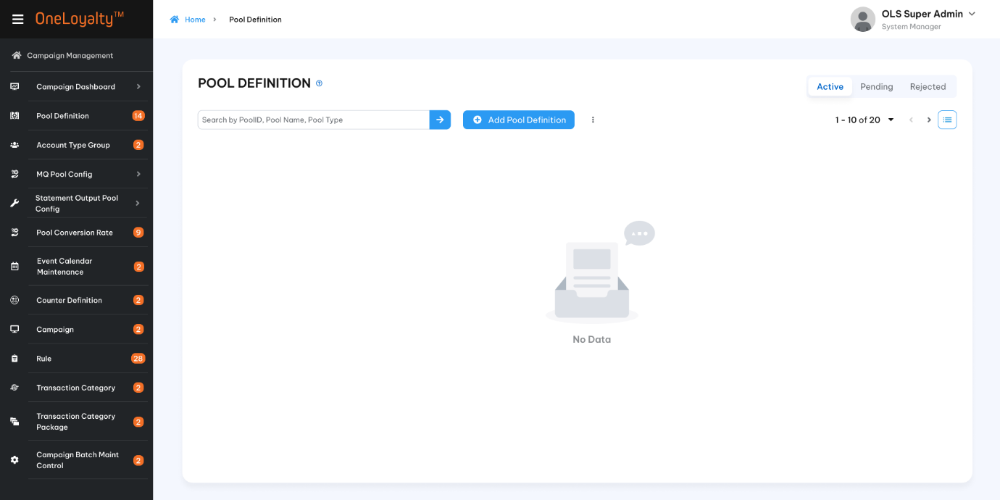 OneLoyalty™
Home
Pool Definition
OLS Super Admin
System Manager
Campaign Management
Campaign Dashboard
Pool Definition 14
Account Type Group 2
MQ Pool Config
Statement Output Pool
Config
Pool Conversion Rate 9
Event Calendar
Maintenance 2
Counter Definition 2
Campaign 2
Rule 28
Transaction Category 2
Transaction Category
Package 2
Campaign Batch Maint
Control 2
POOL DEFINITION
Active Pending Rejected
Search by PoolID, Pool Name, Pool Type
Add Pool Definition
1 - 10 of 20
No Data